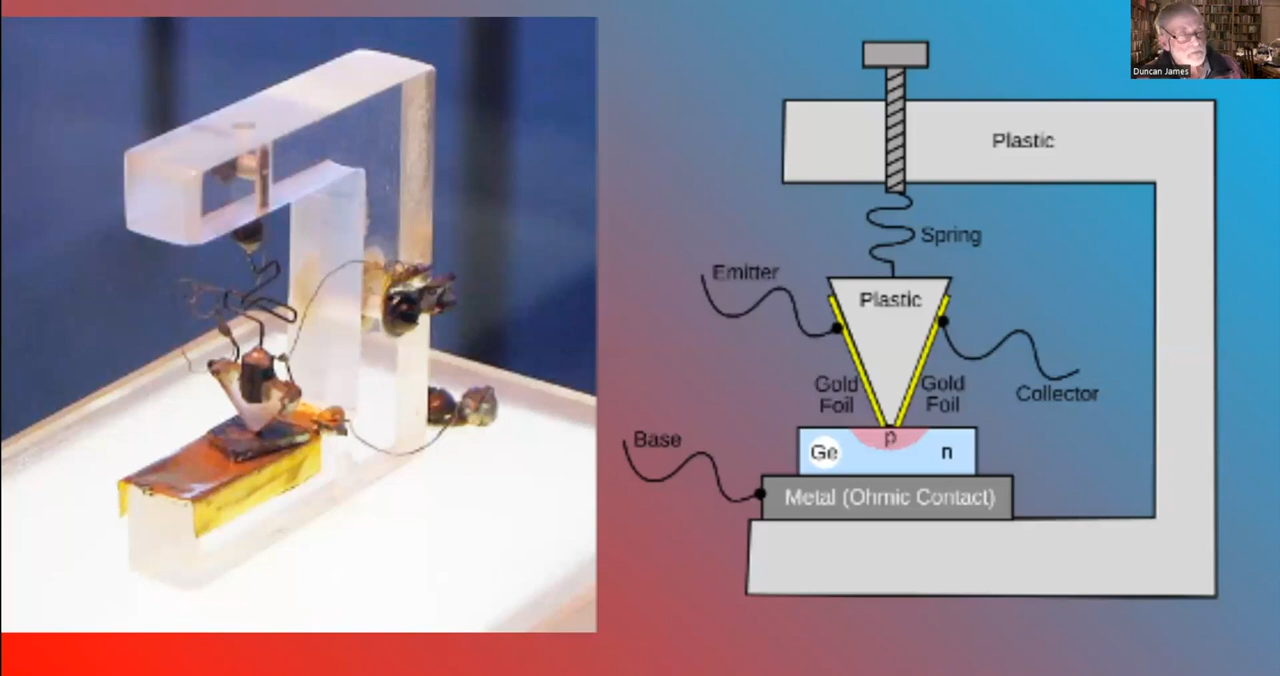 Duncan James
Plastic
Spring
Emitter
Plastic
Gold
Foil
Gold
Foil
Collector
Base
p
Ge
n
Metal (Ohmic Contact)